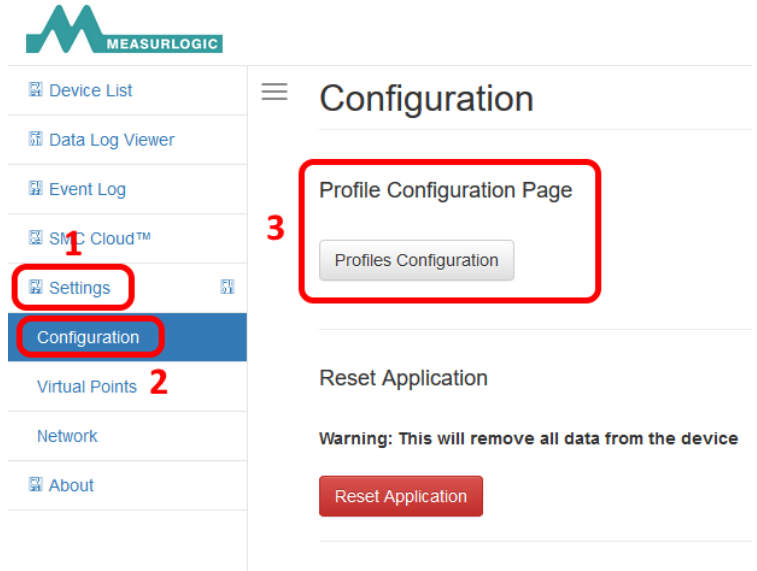 MEASURLOGIC
Device List
Configuration
Data Log Viewer
Event Log
Profile Configuration Page
3
SMC Cloud™
1
Profiles Configuration
Settings
Configuration
Virtual Points 2
Reset Application
Network
Warning: This will remove all data from the device
About
Reset Application